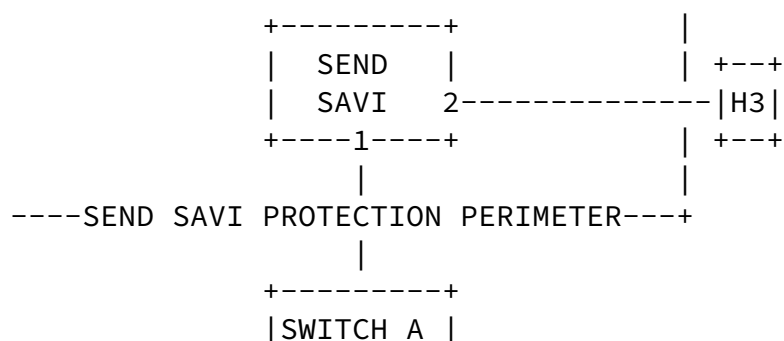 +---------+            |
|  SEND   |            | +--+
|  SAVI   2--------------|H3|
+----1----+            | +--+
|                 |
----SEND SAVI PROTECTION PERIMETER---+
|
+---------+
|SWITCH A |